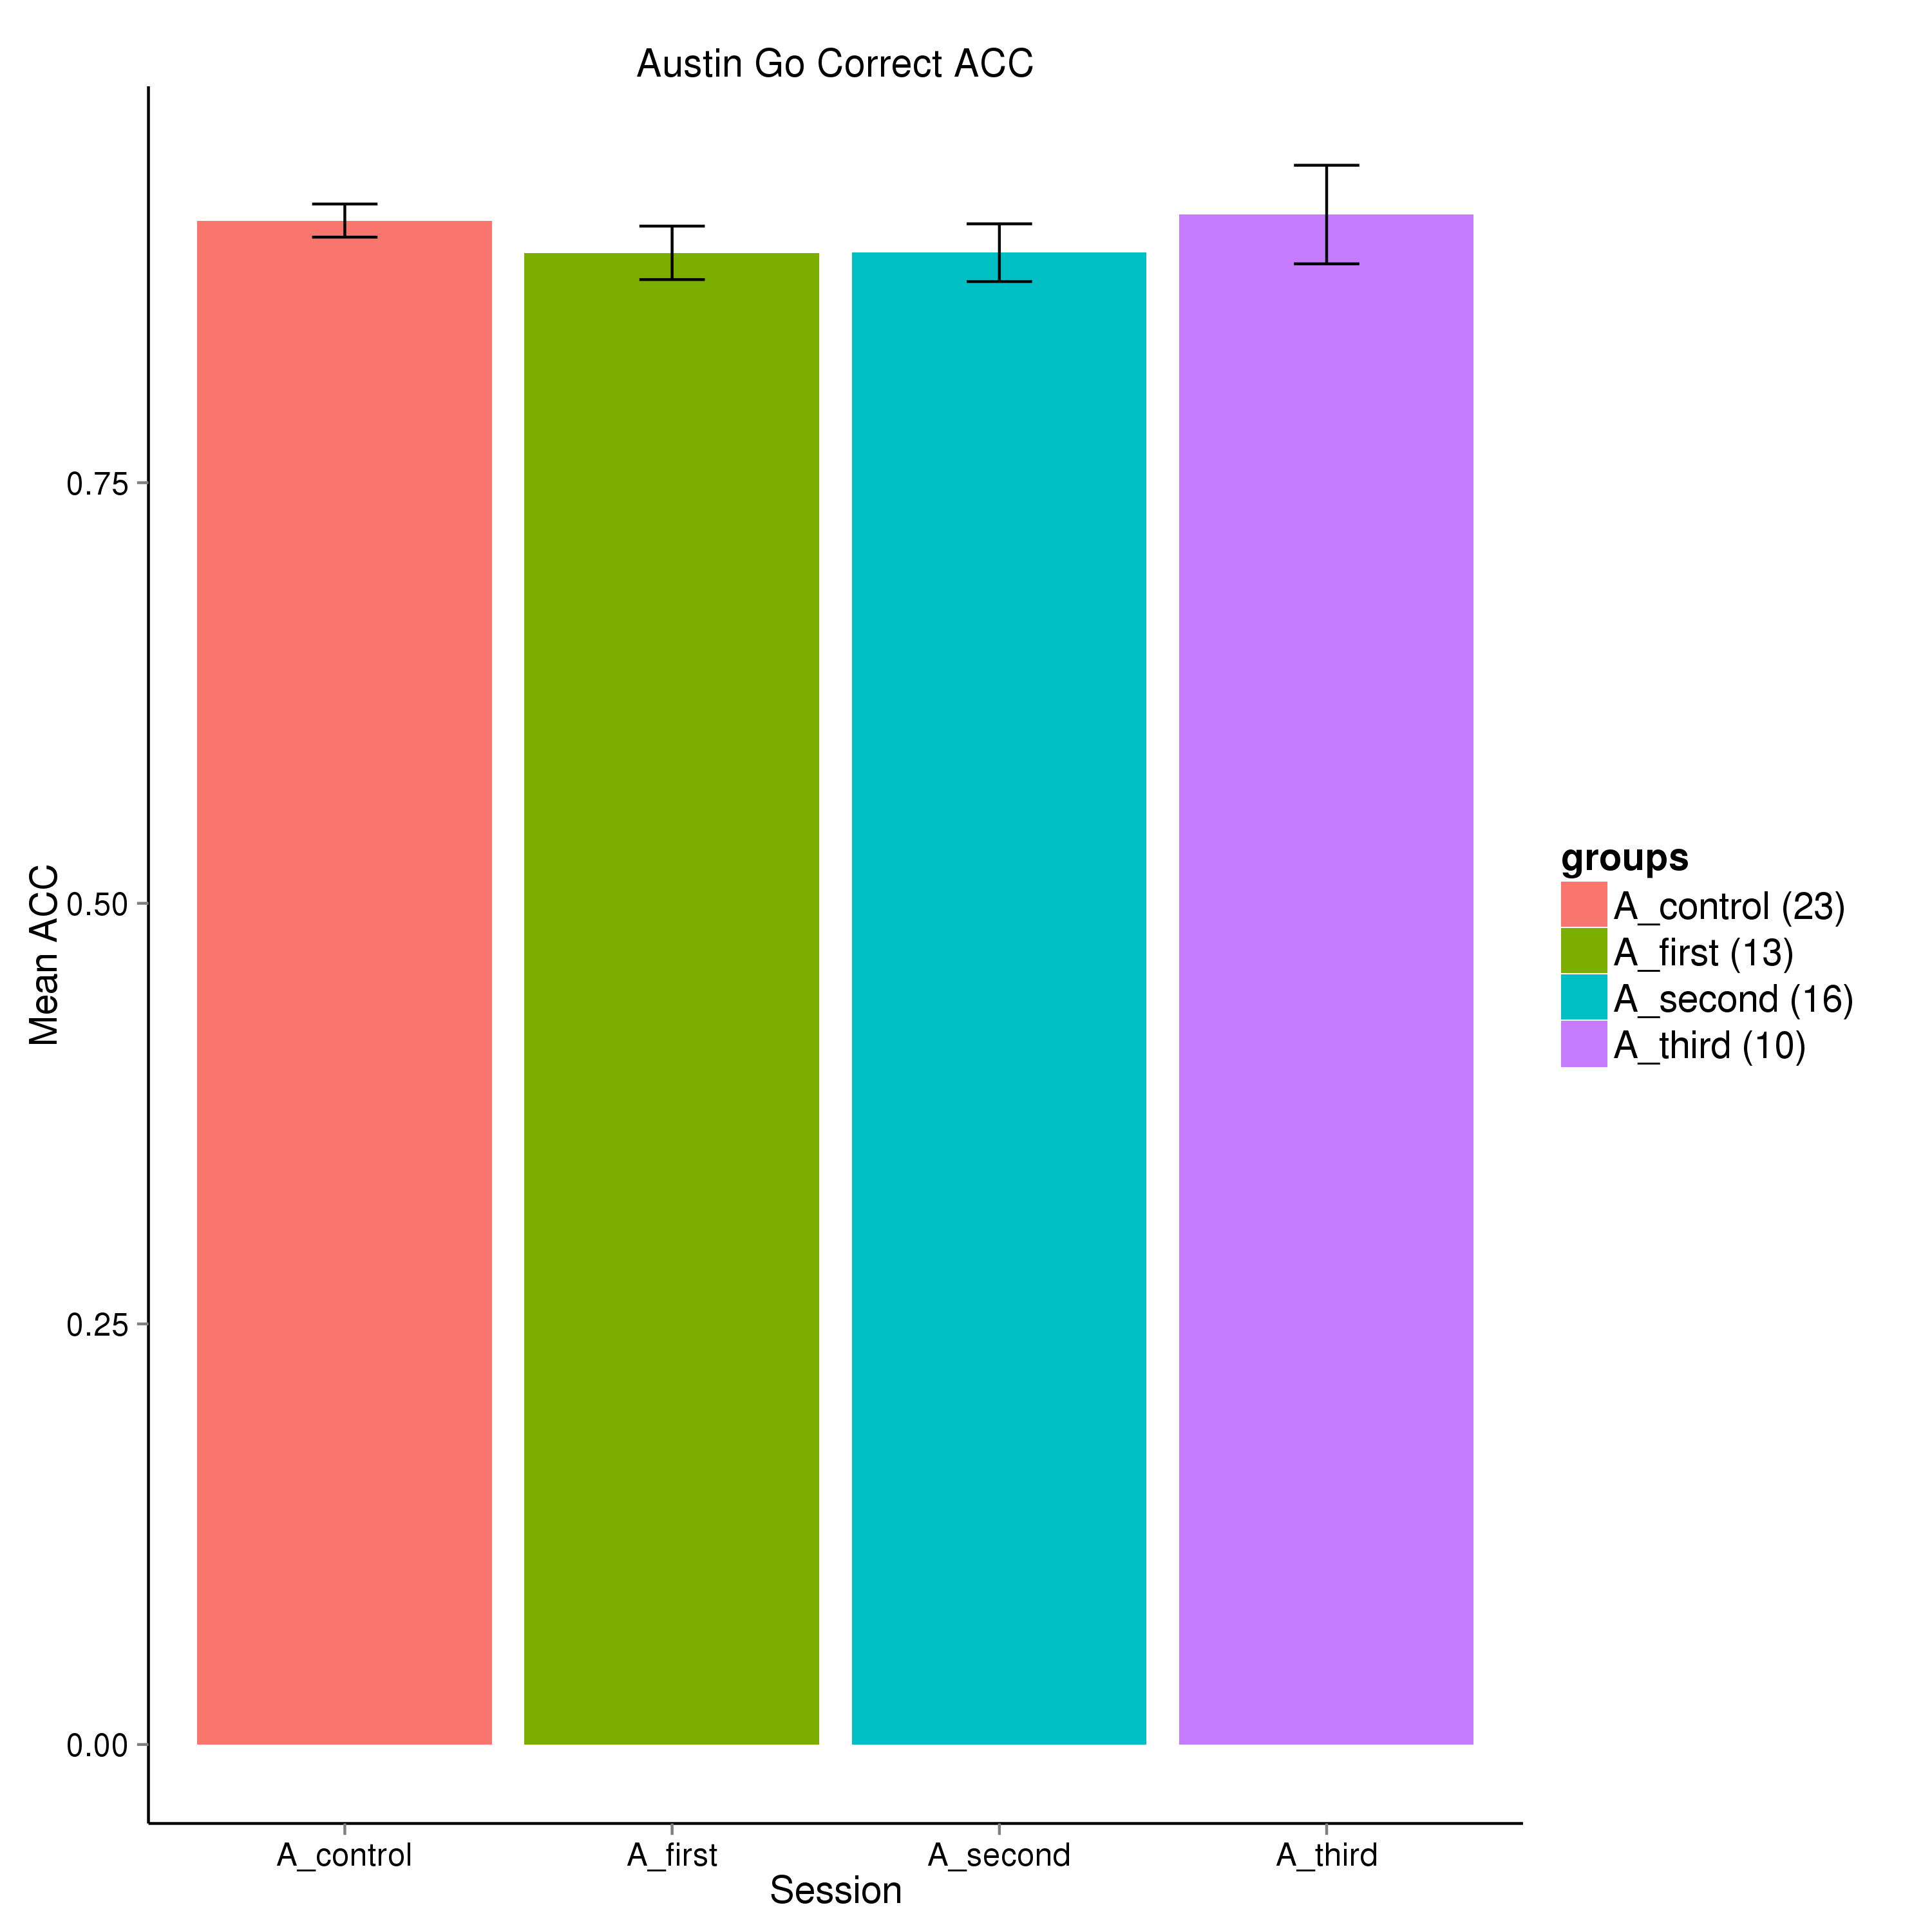 Austin Go Correct ACC
Mean ACC
0.75
0.50
0.25
0.00
A_control
A_first
A_second
A_third
Session
groups
A_control (23)
A_first (13)
A_second (16)
A_third (10)